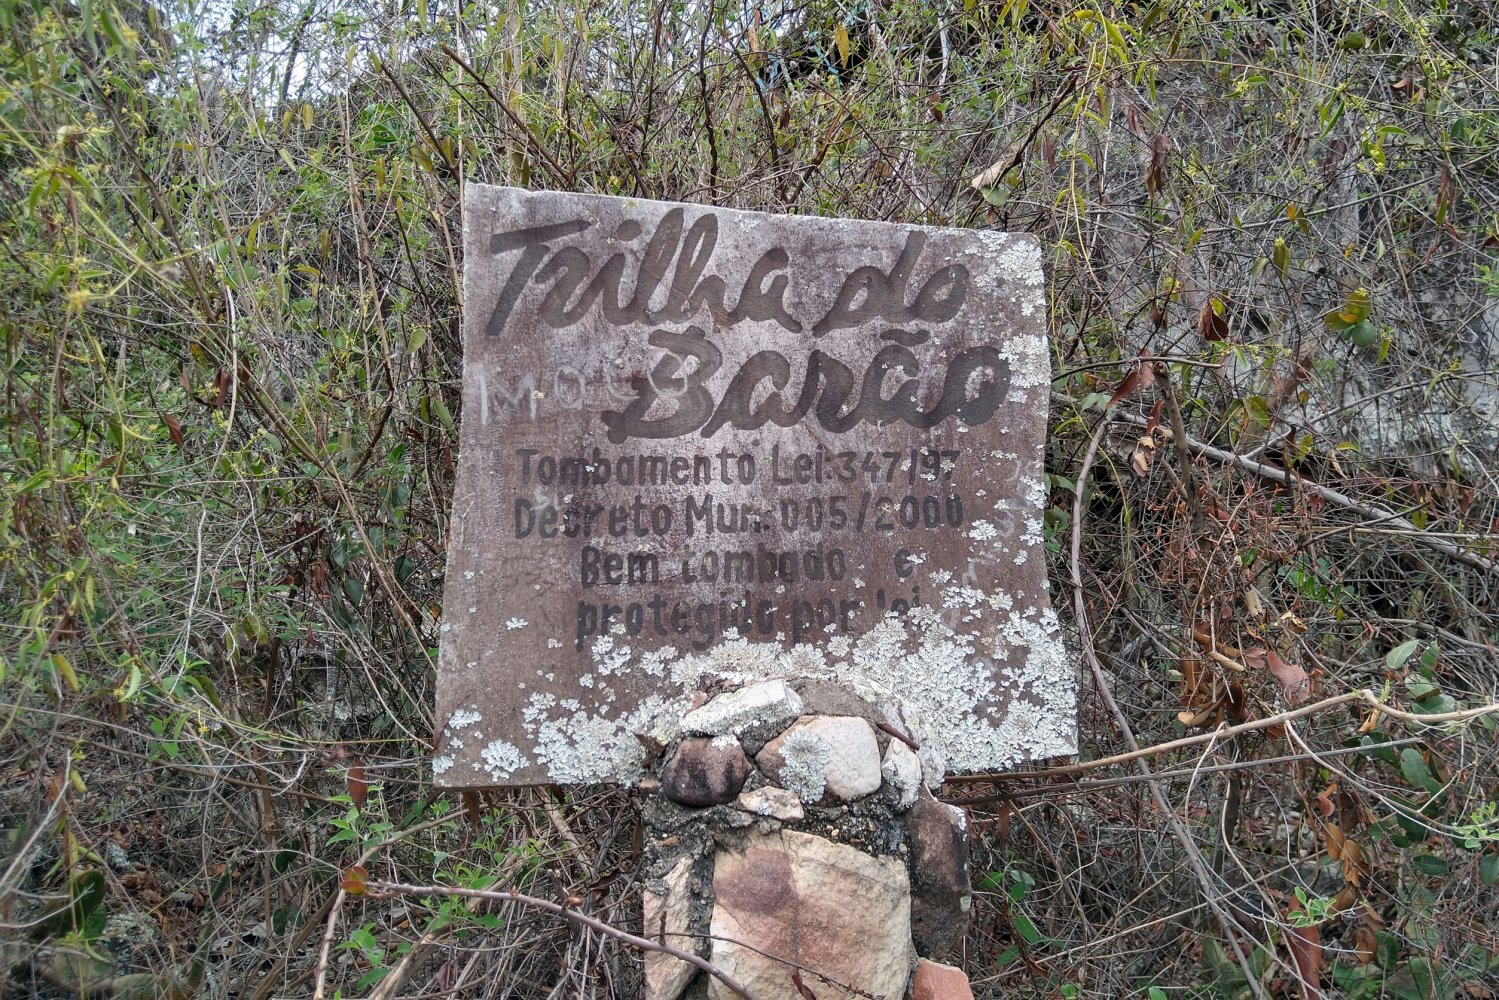 Trilha do
Barão
Tombamento Lei:347/97
Decreto Mun: 005/2000
Bem tombado e
protegido por lei